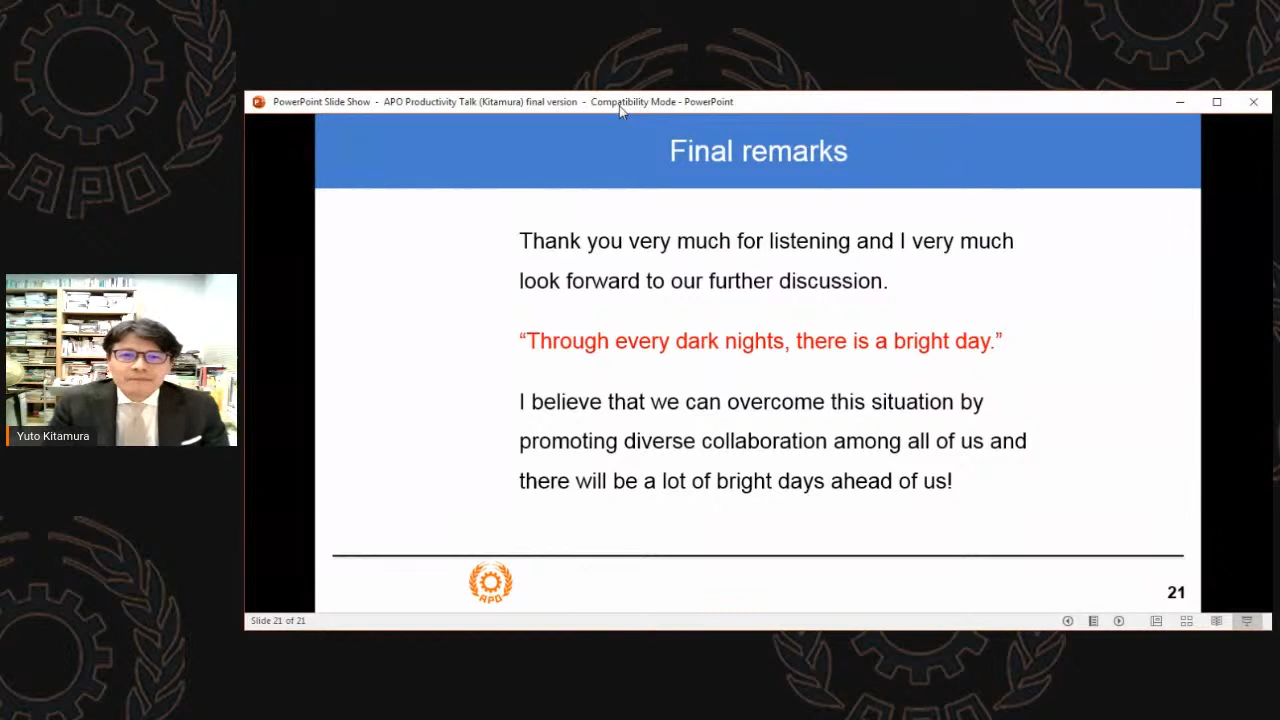 APO
PowerPoint Slide Show - APO Productivity Talk (Kitamura) final version - Compatibility Mode - PowerPoint
Final remarks
Thank you very much for listening and I very much
look forward to our further discussion.
“Through every dark nights, there is a bright day.”
I believe that we can overcome this situation by
promoting diverse collaboration among all of us and
there will be a lot of bright days ahead of us!
Yuto Kitamura
APO
21
Slide 21 of 21